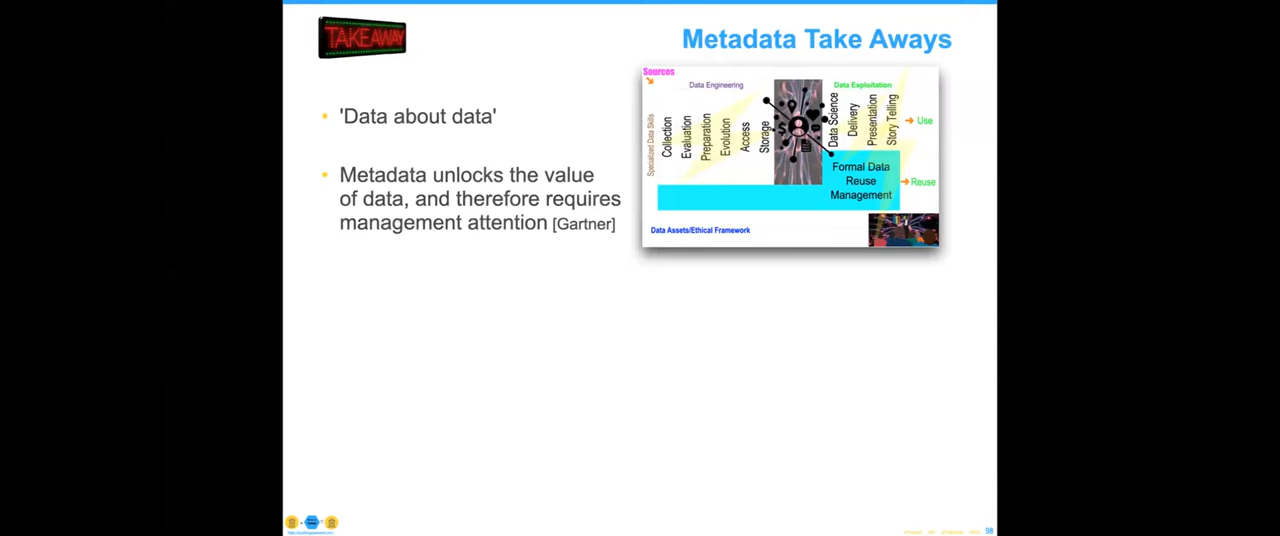 TAKEAWAY
Metadata Take Aways
• 'Data about data'
• Metadata unlocks the value
of data, and therefore requires
management attention [Gartner]
Sources
Data Engineering
Data Exploitation
Specialized Data Skills
Collection
Evaluation
Preparation
Evolution
Access
Storage
Data Science
Delivery
Presentation
Story Telling
Use
Formal Data
Reuse
Management
Reuse
Data Assets/Ethical Framework
98